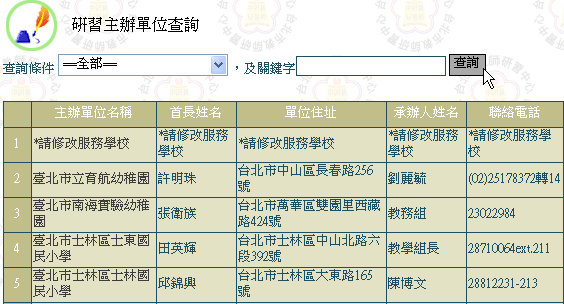 研習主辦單位查詢
查詢條件 ==全部== ，及關鍵字 查詢
主辦單位名稱 首長姓名 單位住址 承辦人姓名 聯絡電話
1 *請修改服務學校 *請修改服務 *請修改服務學校 *請修改服務 *請修改服務學
學校 學校 校
2 臺北市立育航幼稚園 許明珠 台北市中山區長春路256 劉麗毓 (02)25178372轉14
號
3 臺北市南海實驗幼稚 張衛族 台北市萬華區雙園里西藏 教務組 23022984
園 路424號
4 臺北市士林區士東國 田英輝 台北市士林區中山北路六 教學組長 28710064ext.211
民小學 段392號
5 臺北市士林區士林國 邱錦興 台北市士林區大東路165 陳博文 28812231-213
民小學 號